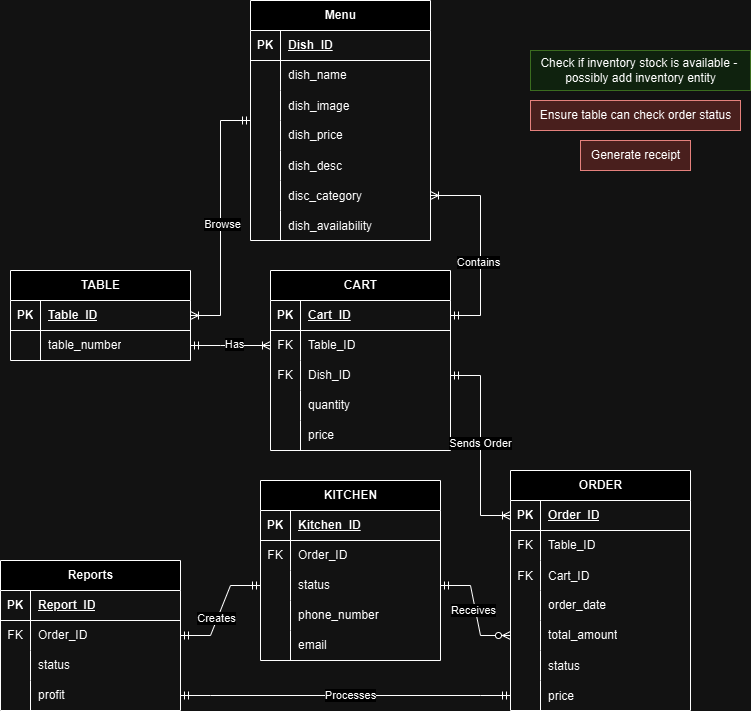 Menu
PK Dish_ID
dish_name
dish_image
dish_price
dish_desc
disc_category
dish_availability
Check if inventory stock is available -
possibly add inventory entity
Ensure table can check order status
Generate receipt
Browse
Contains
TABLE
PK Table_ID
table_number
Has
CART
PK Cart_ID
FK Table_ID
FK Dish_ID
quantity
price
Sends Order
KITCHEN
PK Kitchen_ID
FK Order_ID
status
phone_number
email
ORDER
PK Order_ID
FK Table_ID
FK Cart_ID
order_date
total_amount
status
price
Reports
PK Report_ID
FK Order_ID
status
profit
Creates
Receives
Processes